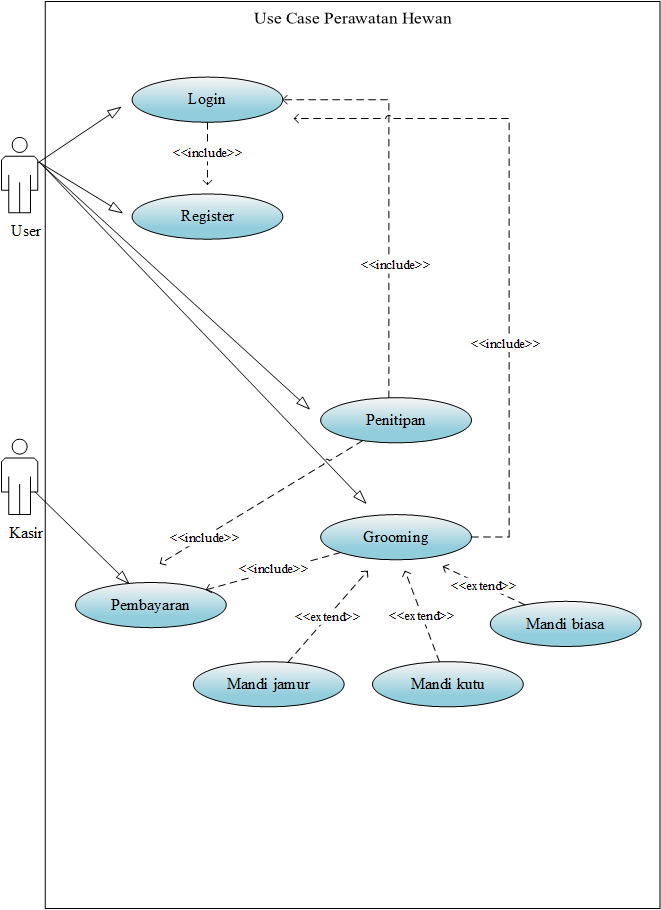 Use Case Perawatan Hewan
Login
<<include>>
User
Register
<<include>>
<<include>>
Penitipan
Kasir
<<include>>
Grooming
<<include>>
<<extend>>
Pembayaran
<<extend>>
<<extend>>
Mandi biasa
Mandi jamur
Mandi kutu